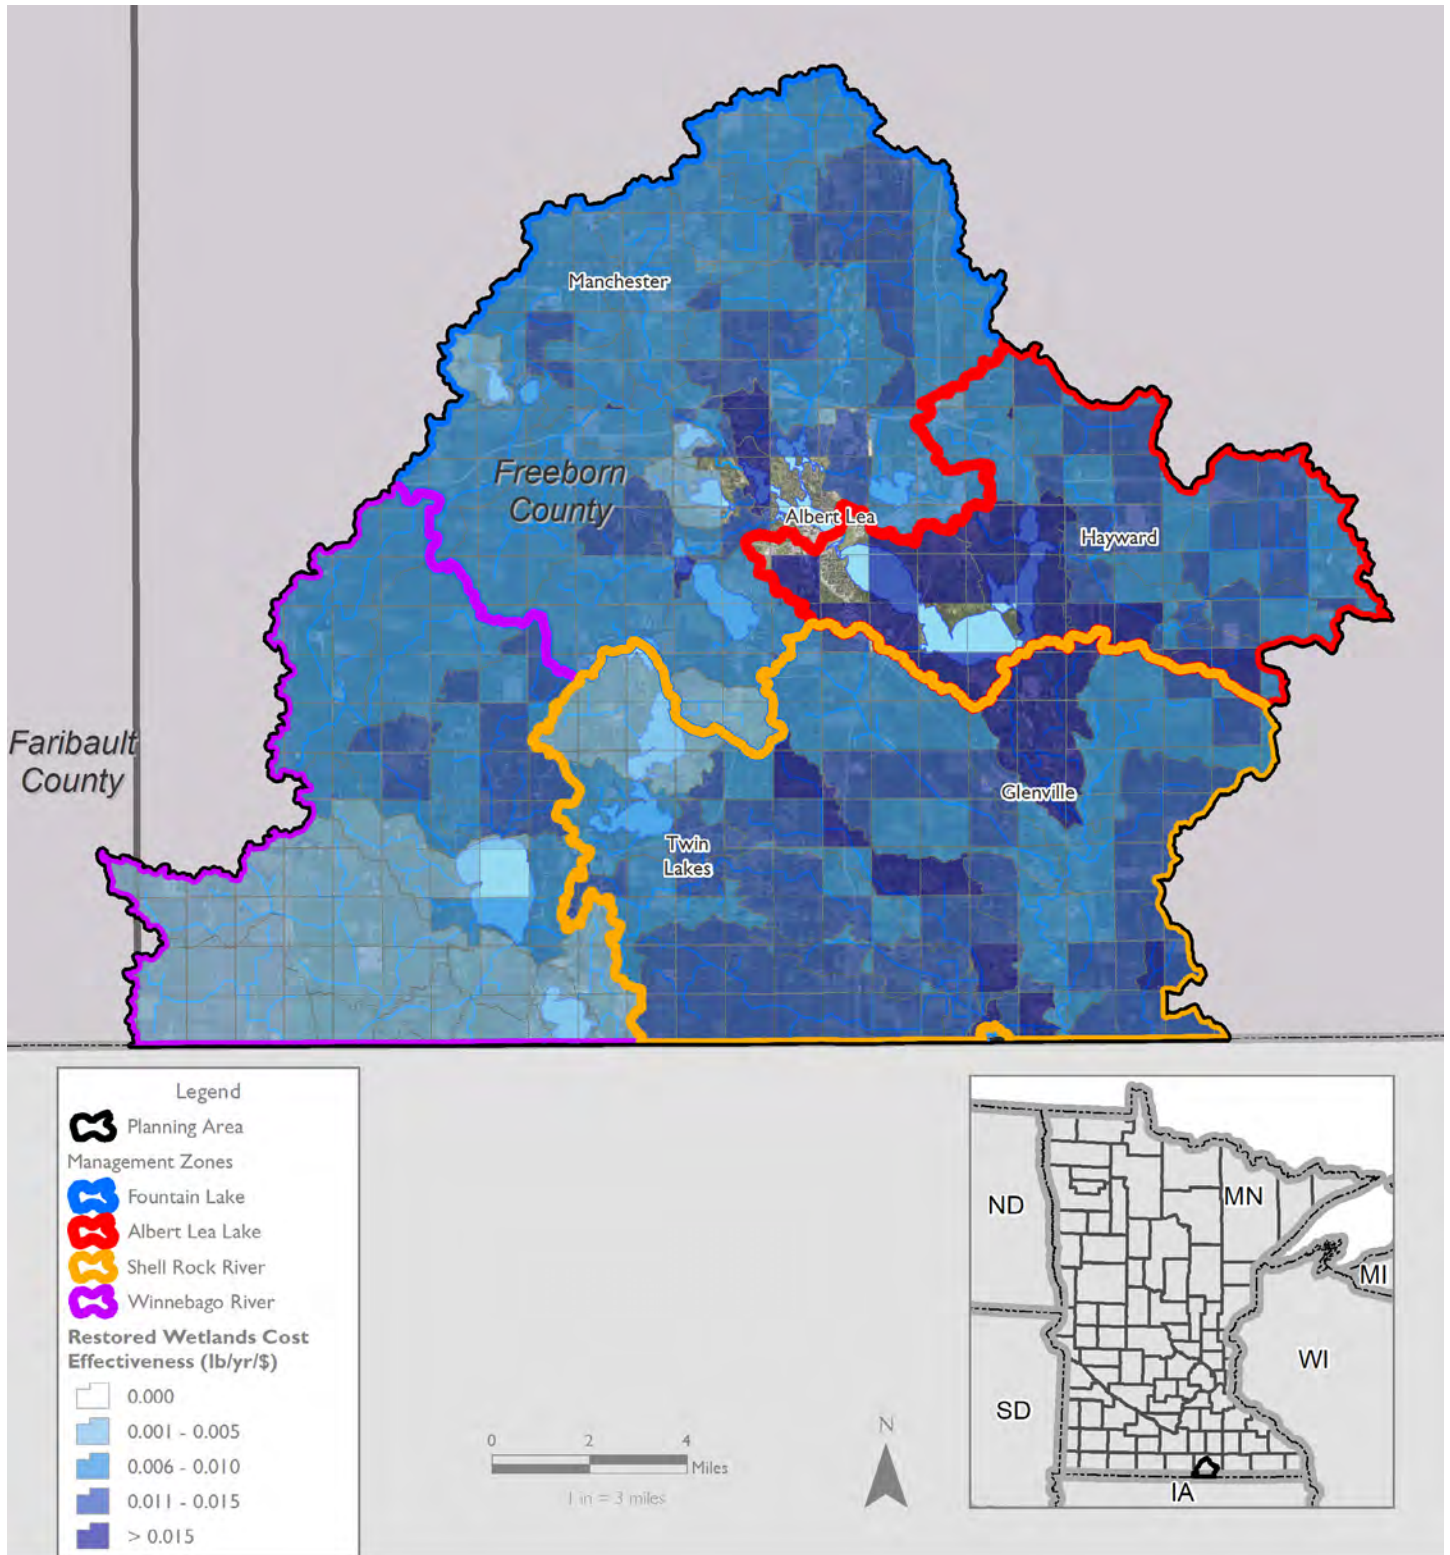 Manchester
Freeborn
County
Albert Lea
Hayward
Faribault
County
Glenville
Twin
Lakes
Legend
Planning Area
Management Zones
Fountain Lake
Albert Lea Lake
Shell Rock River
Winnebago River
Restored Wetlands Cost
Effectiveness (lb/yr/$)
0.000
0.001 - 0.005
0.006 - 0.010
0.011 - 0.015
> 0.015
0 2 4
Miles
1 in = 3 miles
N
ND
MN
MI
WI
SD
IA